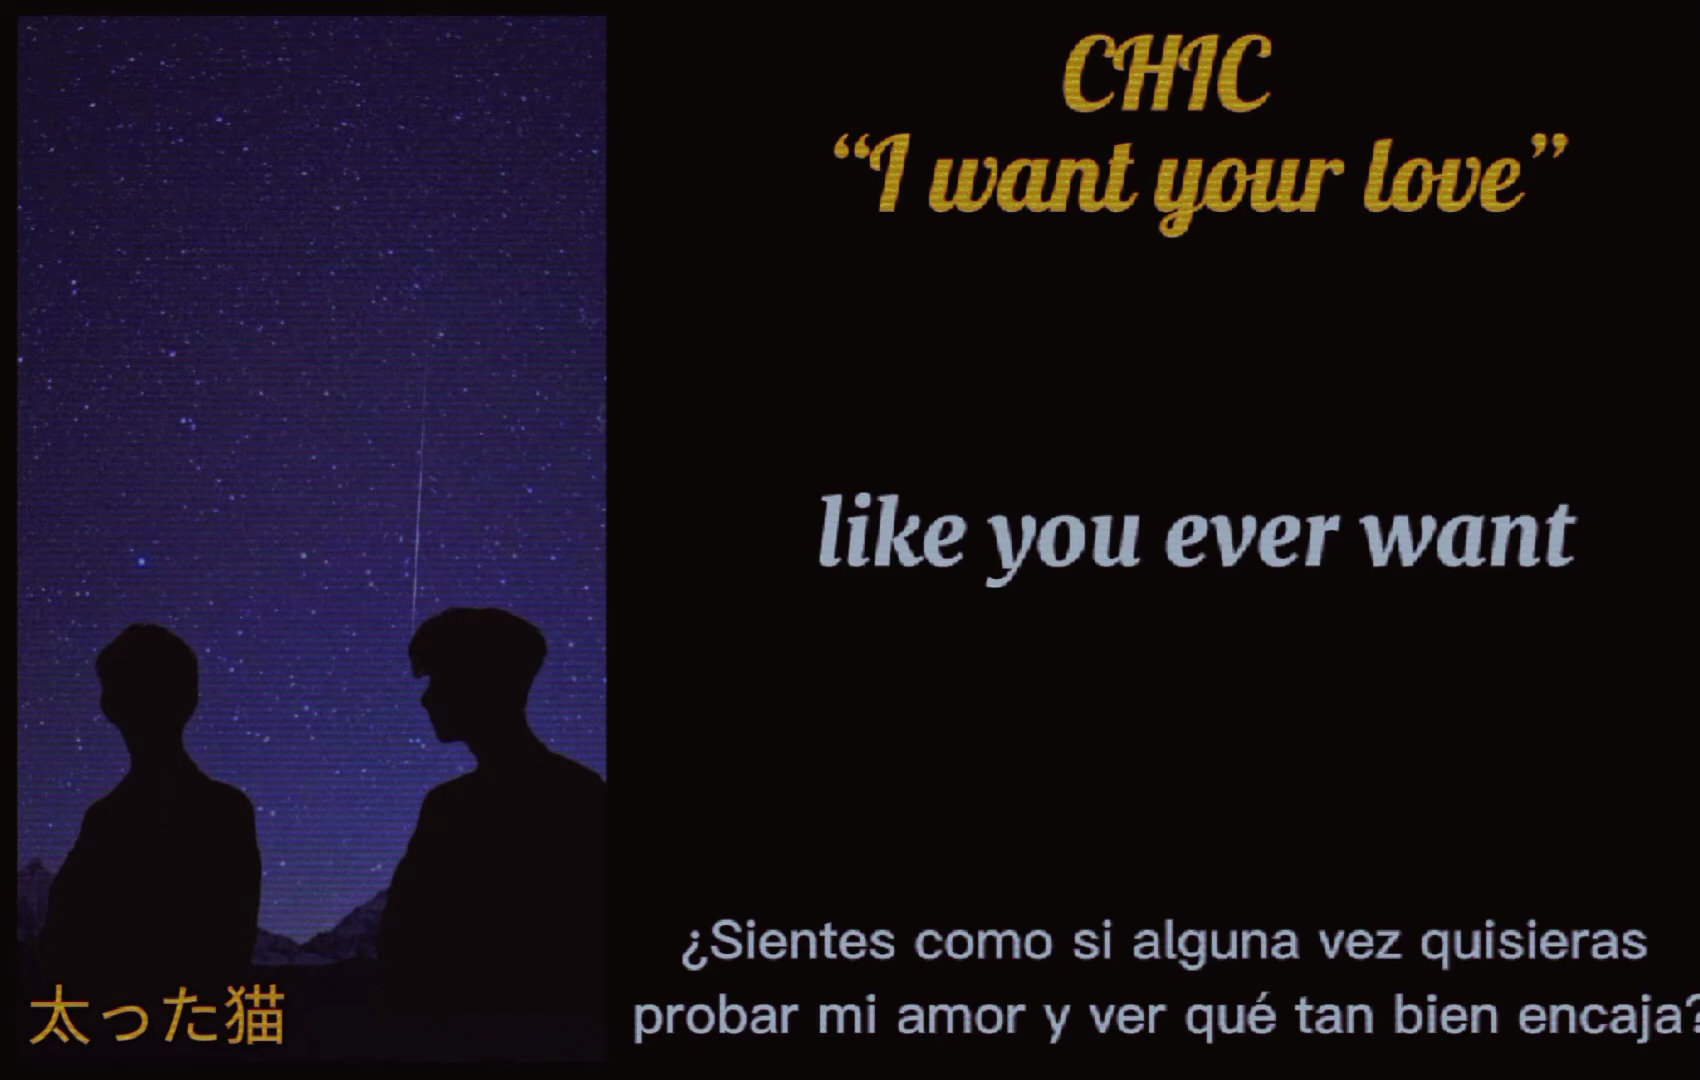 CHIC
“I want your love”
like you ever want
¿Sientes como si alguna vez quisieras
probar mi amor y ver qué tan bien encaja?
太った猫